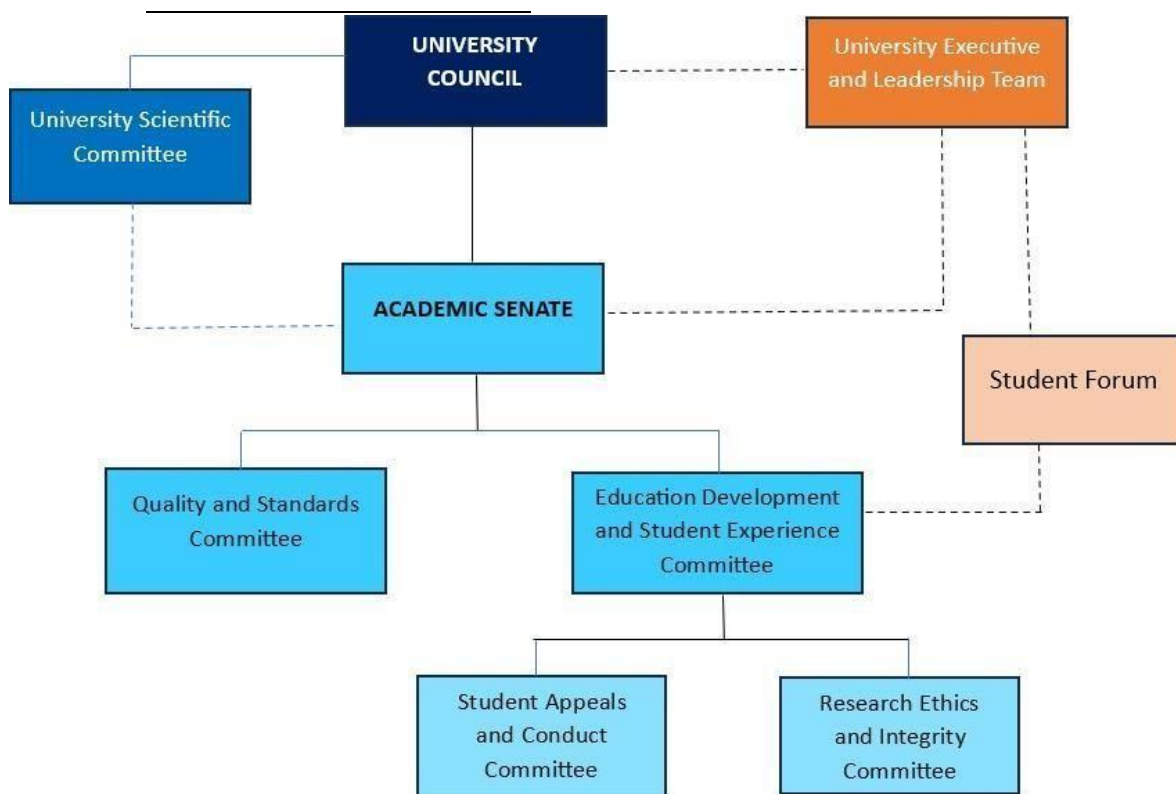 UNIVERSITY
COUNCIL
University Executive
and Leadership Team
University Scientific
Committee
ACADEMIC SENATE
Student Forum
Quality and Standards
Committee
Education Development
and Student Experience
Committee
Student Appeals
and Conduct
Committee
Research Ethics
and Integrity
Committee